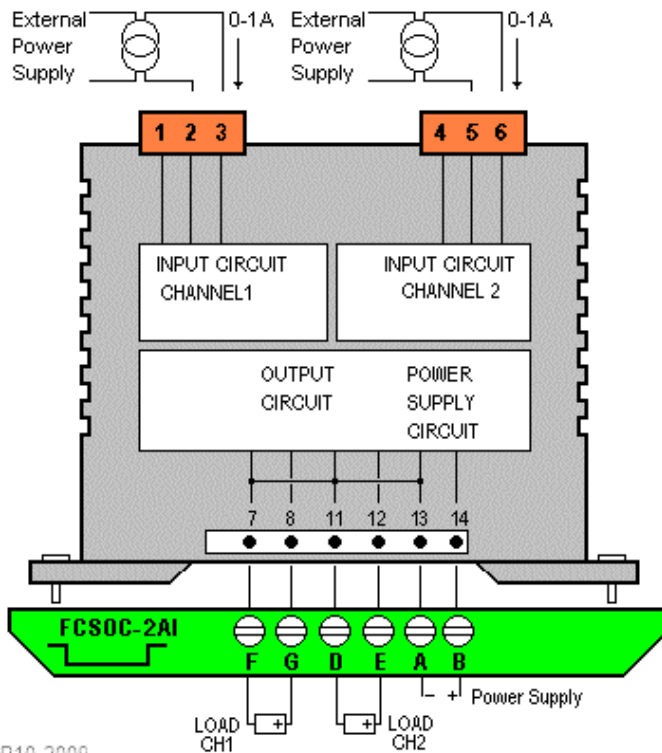 External
Power
Supply
0-1A
External
Power
Supply
0-1A
1 2 3
4 5 6
INPUT CIRCUIT
CHANNEL1
INPUT CIRCUIT
CHANNEL 2
OUTPUT
CIRCUIT
POWER
SUPPLY
CIRCUIT
7 8 11 12 13 14
FCSOC-2AI
F G D E A B
- + Power Supply
LOAD
CH1
+
+
LOAD
CH2